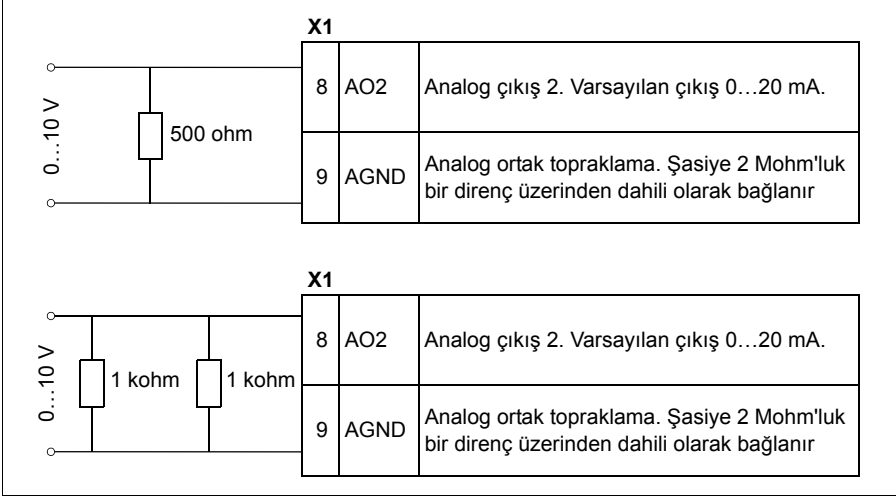 X1
0…10 V
500 ohm
8 AO2 Analog çıkış 2. Varsayılan çıkış 0…20 mA.
9 AGND Analog ortak topraklama. Şasiye 2 Mohm'luk
bir direnç üzerinden dahili olarak bağlanır
X1
0…10 V
1 kohm 1 kohm
8 AO2 Analog çıkış 2. Varsayılan çıkış 0…20 mA.
9 AGND Analog ortak topraklama. Şasiye 2 Mohm'luk
bir direnç üzerinden dahili olarak bağlanır